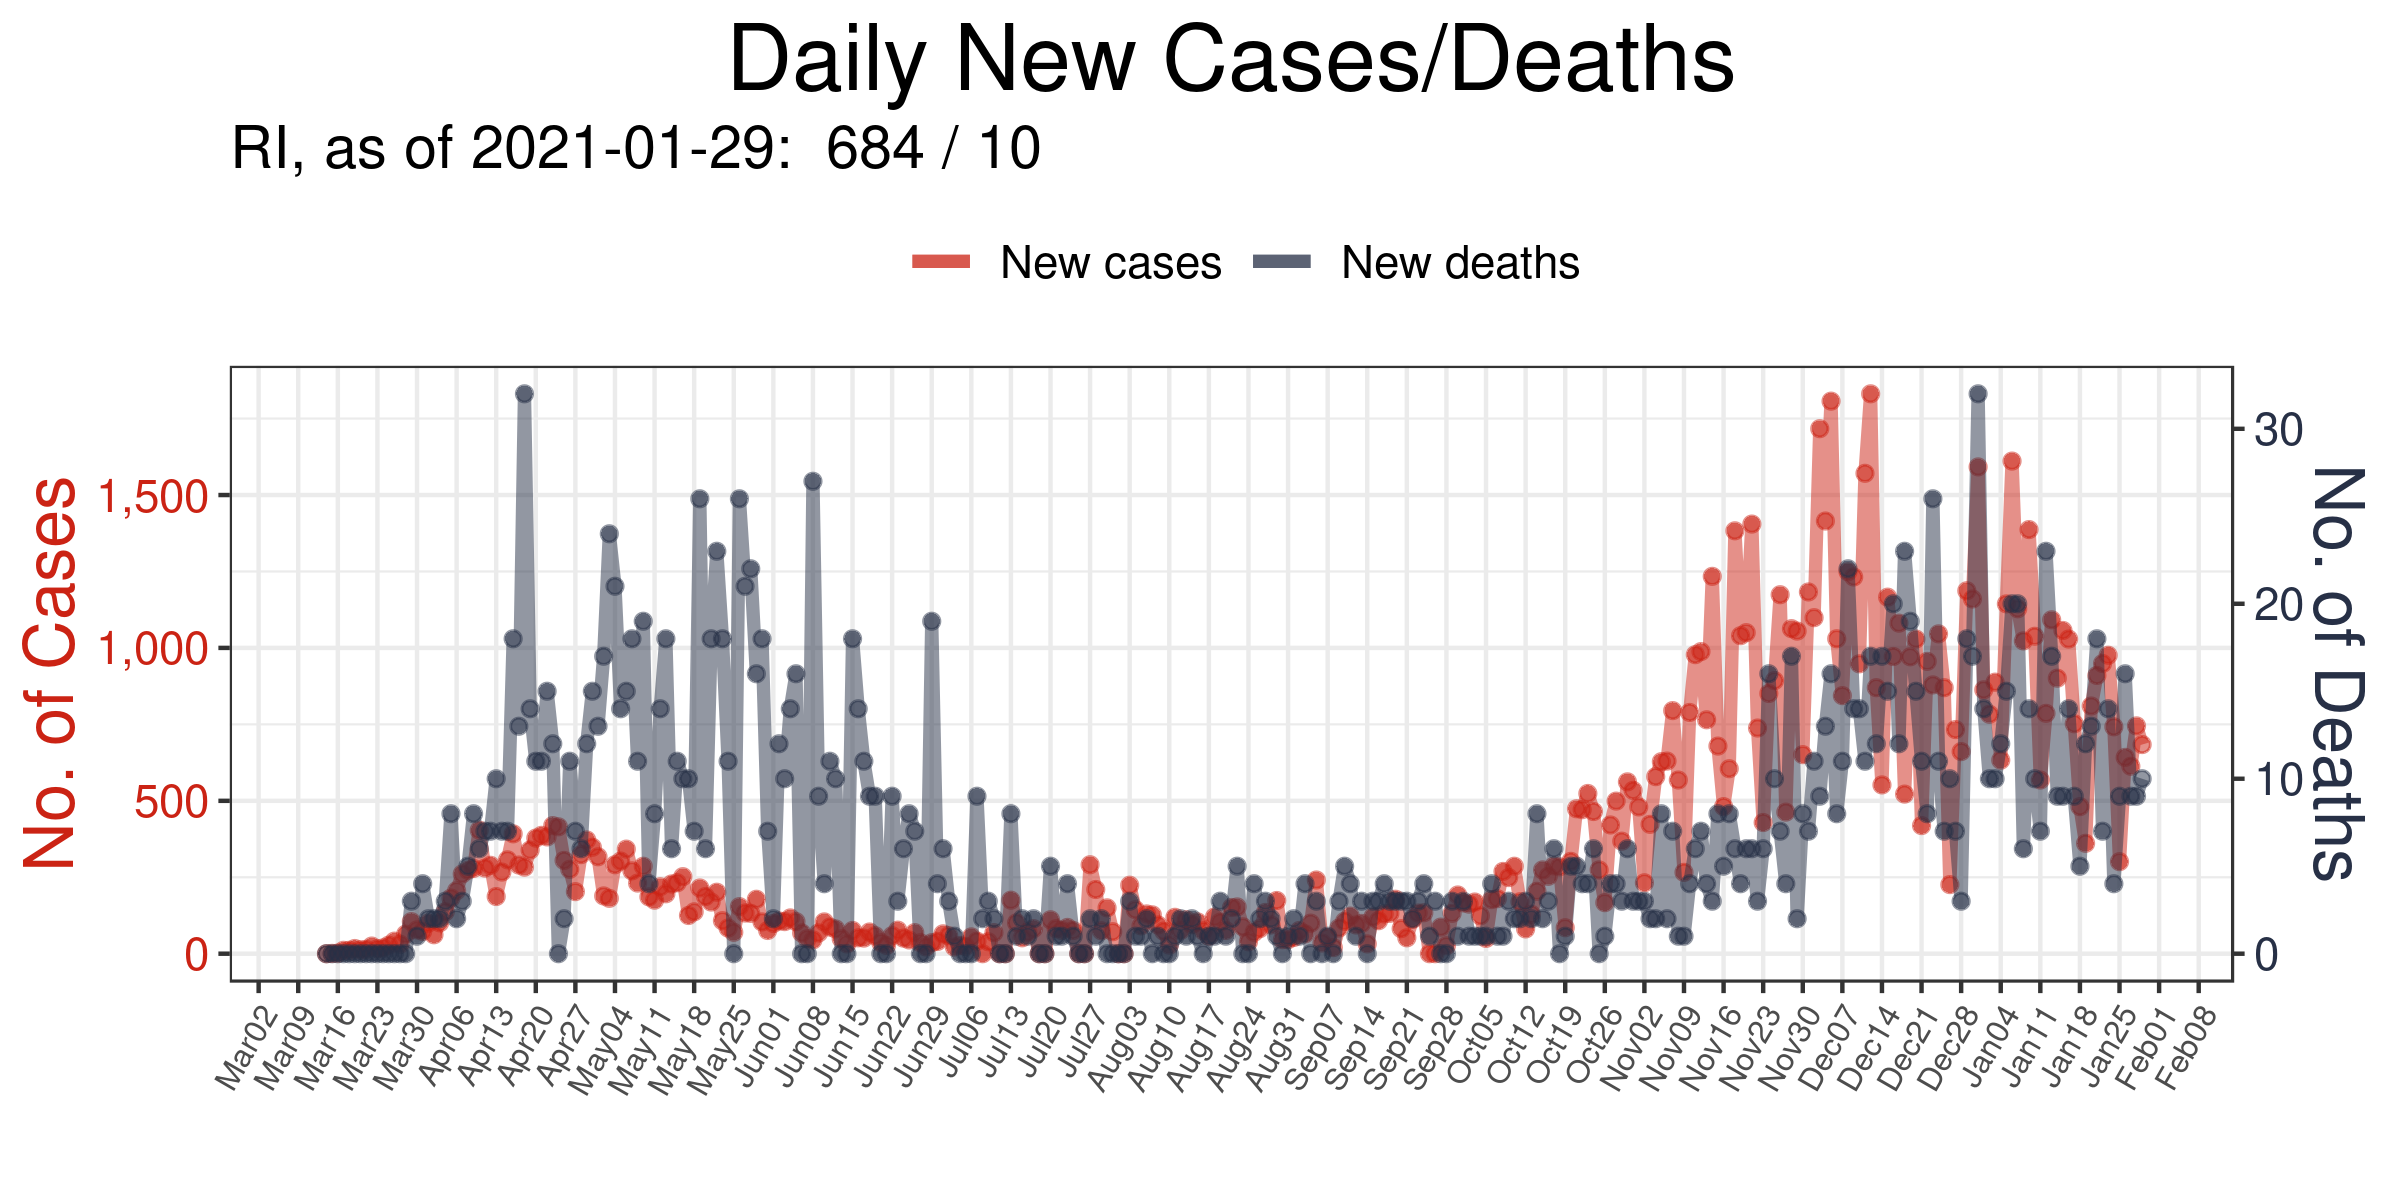 Daily New Cases/Deaths
RI, as of 2021-01-29:  684 / 10
New cases New deaths
No. of Cases
1,500
1,000
500
0
30
20
10
0
No. of Deaths
Mar02 Mar09 Mar16 Mar23 Mar30 Apr06 Apr13 Apr20 Apr27 May04 May11 May18 May25 Jun01 Jun08 Jun15 Jun22 Jun29 Jul06 Jul13 Jul20 Jul27 Aug03 Aug10 Aug17 Aug24 Aug31 Sep07 Sep14 Sep21 Sep28 Oct05 Oct12 Oct19 Oct26 Nov02 Nov09 Nov16 Nov23 Nov30 Nov07 Dec07 Dec14 Dec21 Dec28 Dec04 Jan04 Jan11 Jan18 Jan25 Feb01 Feb08